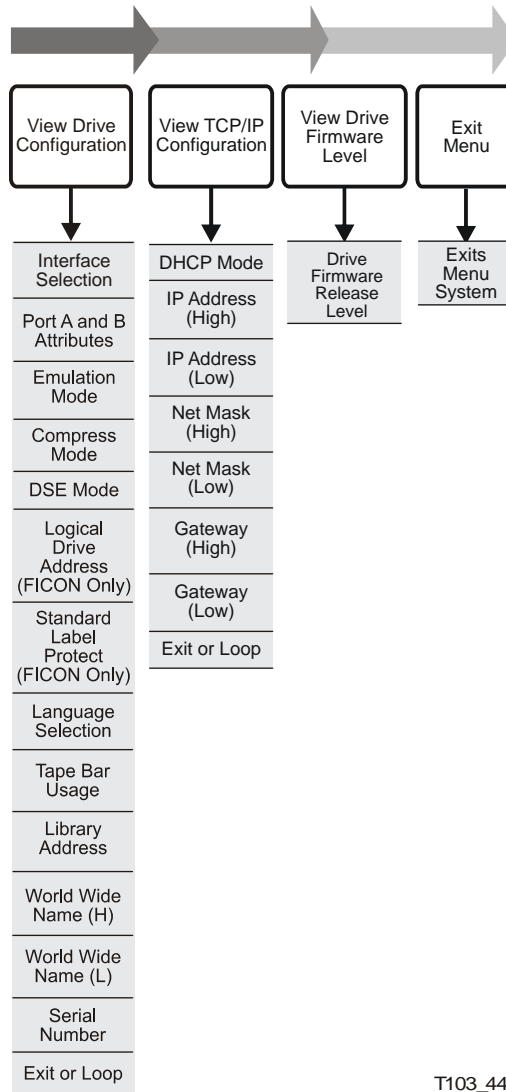 View Drive
Configuration
View TCP/IP
Configuration
View Drive
Firmware
Level
Exit
Menu
Interface
Selection
Port A and B
Attributes
Emulation
Mode
Compress
Mode
DSE Mode
Logical
Drive
Address
(FICON Only)
Standard
Label
Protect
(FICON Only)
Language
Selection
Tape Bar
Usage
Library
Address
World Wide
Name (H)
World Wide
Name (L)
Serial
Number
Exit or Loop
DHCP Mode
IP Address
(High)
IP Address
(Low)
Net Mask
(High)
Net Mask
(Low)
Gateway
(High)
Gateway
(Low)
Exit or Loop
Drive
Firmware
Release
Level
Exits
Menu
System
T103_44